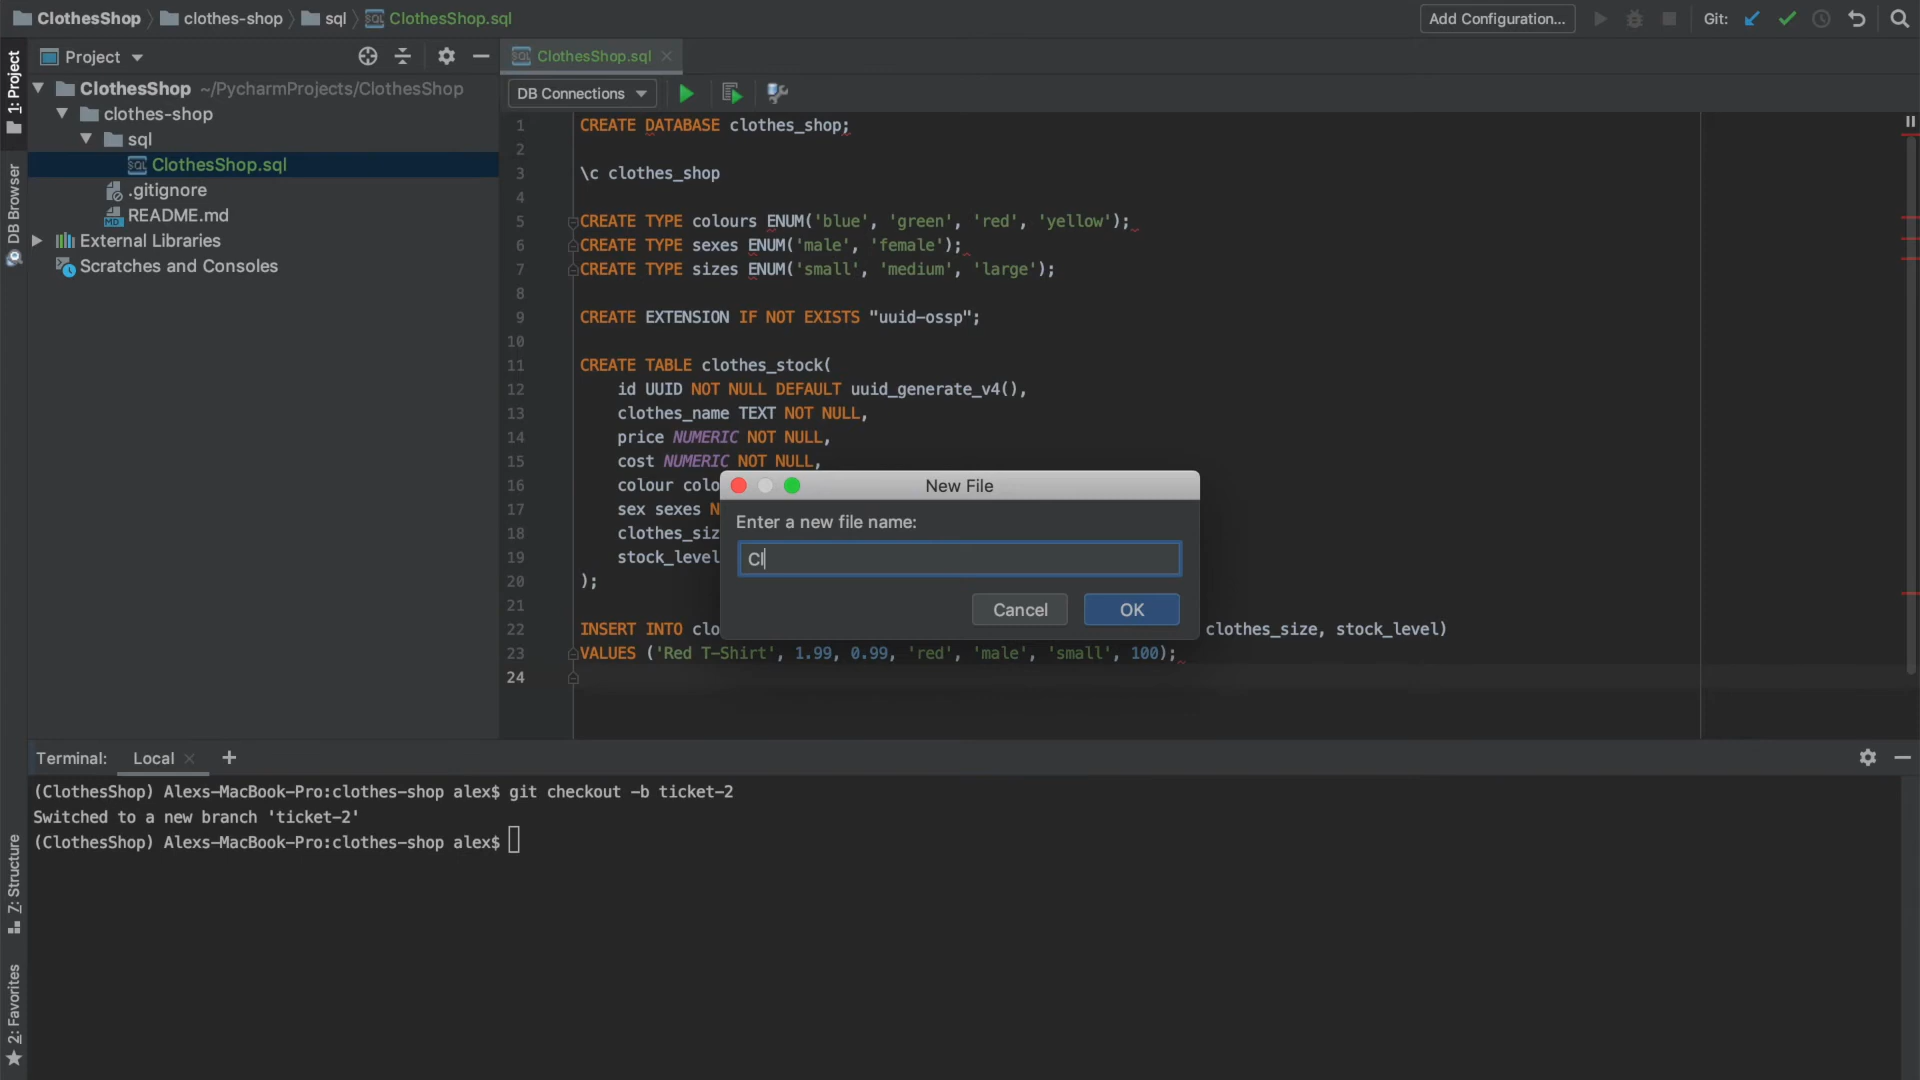 ClothesShop clothes-shop sql ClothesShop.sql
Add Configuration... Git:
1: Project
DB Browser
Z: Structure
2: Favorites
Project
ClothesShop ~/PycharmProjects/ClothesShop
clothes-shop
sql
ClothesShop.sql
.gitignore
README.md
External Libraries
Scratches and Consoles
ClothesShop.sql
DB Connections
1 CREATE DATABASE clothes_shop;
2
3 \c clothes_shop
4
5 CREATE TYPE colours ENUM('blue', 'green', 'red', 'yellow');
6 CREATE TYPE sexes ENUM('male', 'female');
7 CREATE TYPE sizes ENUM('small', 'medium', 'large');
8
9 CREATE EXTENSION IF NOT EXISTS "uuid-ossp";
10
11 CREATE TABLE clothes_stock(
12 id UUID NOT NULL DEFAULT uuid_generate_v4(),
13 clothes_name TEXT NOT NULL,
14 price NUMERIC NOT NULL,
15 cost NUMERIC NOT NULL,
16 colour colo
17 sex sexes N
18 clothes_siz
19 stock_level
20 );
21
22 INSERT INTO clo clothes_size, stock_level)
23 VALUES ('Red T-Shirt', 1.99, 0.99, 'red', 'male', 'small', 100);
24
New File
Enter a new file name:
Cl
Cancel OK
Terminal: Local
(ClothesShop) Alexs-MacBook-Pro:clothes-shop alex$ git checkout -b ticket-2
Switched to a new branch 'ticket-2'
(ClothesShop) Alexs-MacBook-Pro:clothes-shop alex$